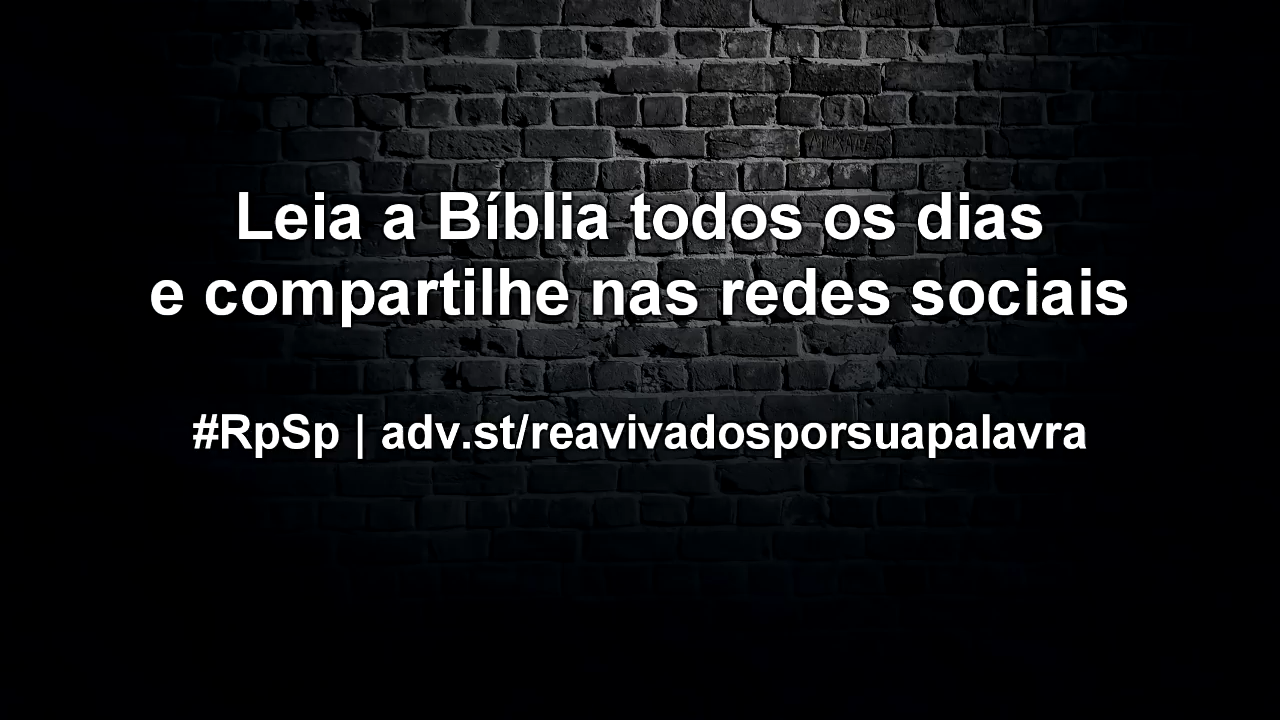 Leia a Bíblia todos os dias
e compartilhe nas redes sociais
#RpSp | adv.st/reavivadosporsuapalavra